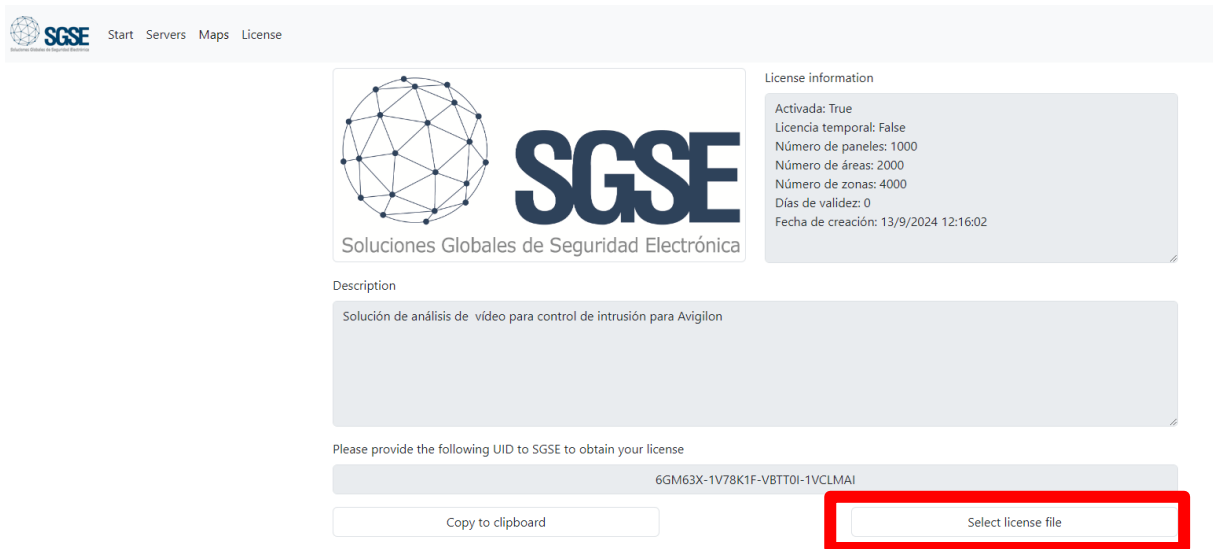 SGSE
Soluciones Globales de Seguridad Electrónica
Start Servers Maps License
SGSE
Soluciones Globales de Seguridad Electrónica
License information
Activada: True
Licencia temporal: False
Número de paneles: 1000
Número de áreas: 2000
Número de zonas: 4000
Días de validez: 0
Fecha de creación: 13/9/2024 12:16:02
Description
Solución de análisis de vídeo para control de intrusión para Avigilon
Please provide the following UID to SGSE to obtain your license
6GM63X-1V78K1F-VBTT0I-1VCLMAI
Copy to clipboard
Select license file